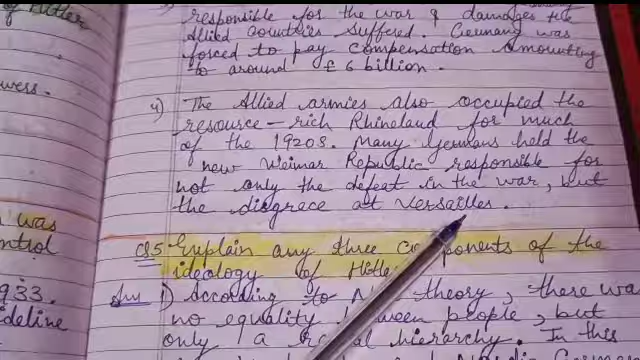 of Hitler
responsible for the war & damages the
Allied Countries suffered. Germany was
forced to pay compensation amounting
to around £ 6 billion.
4) The Allied armies also occupied the
resource-rich Rhineland for much
of the 1920s. Many Germans held the
new Weimar Republic responsible for
not only the defeat in the war, but
the disgrace at Versailles.
Q5 Explain any three of the
ideology of
Ans 1) According to theory, there was
no equality between people, but
only a racial hierarchy. In this
was
1933.